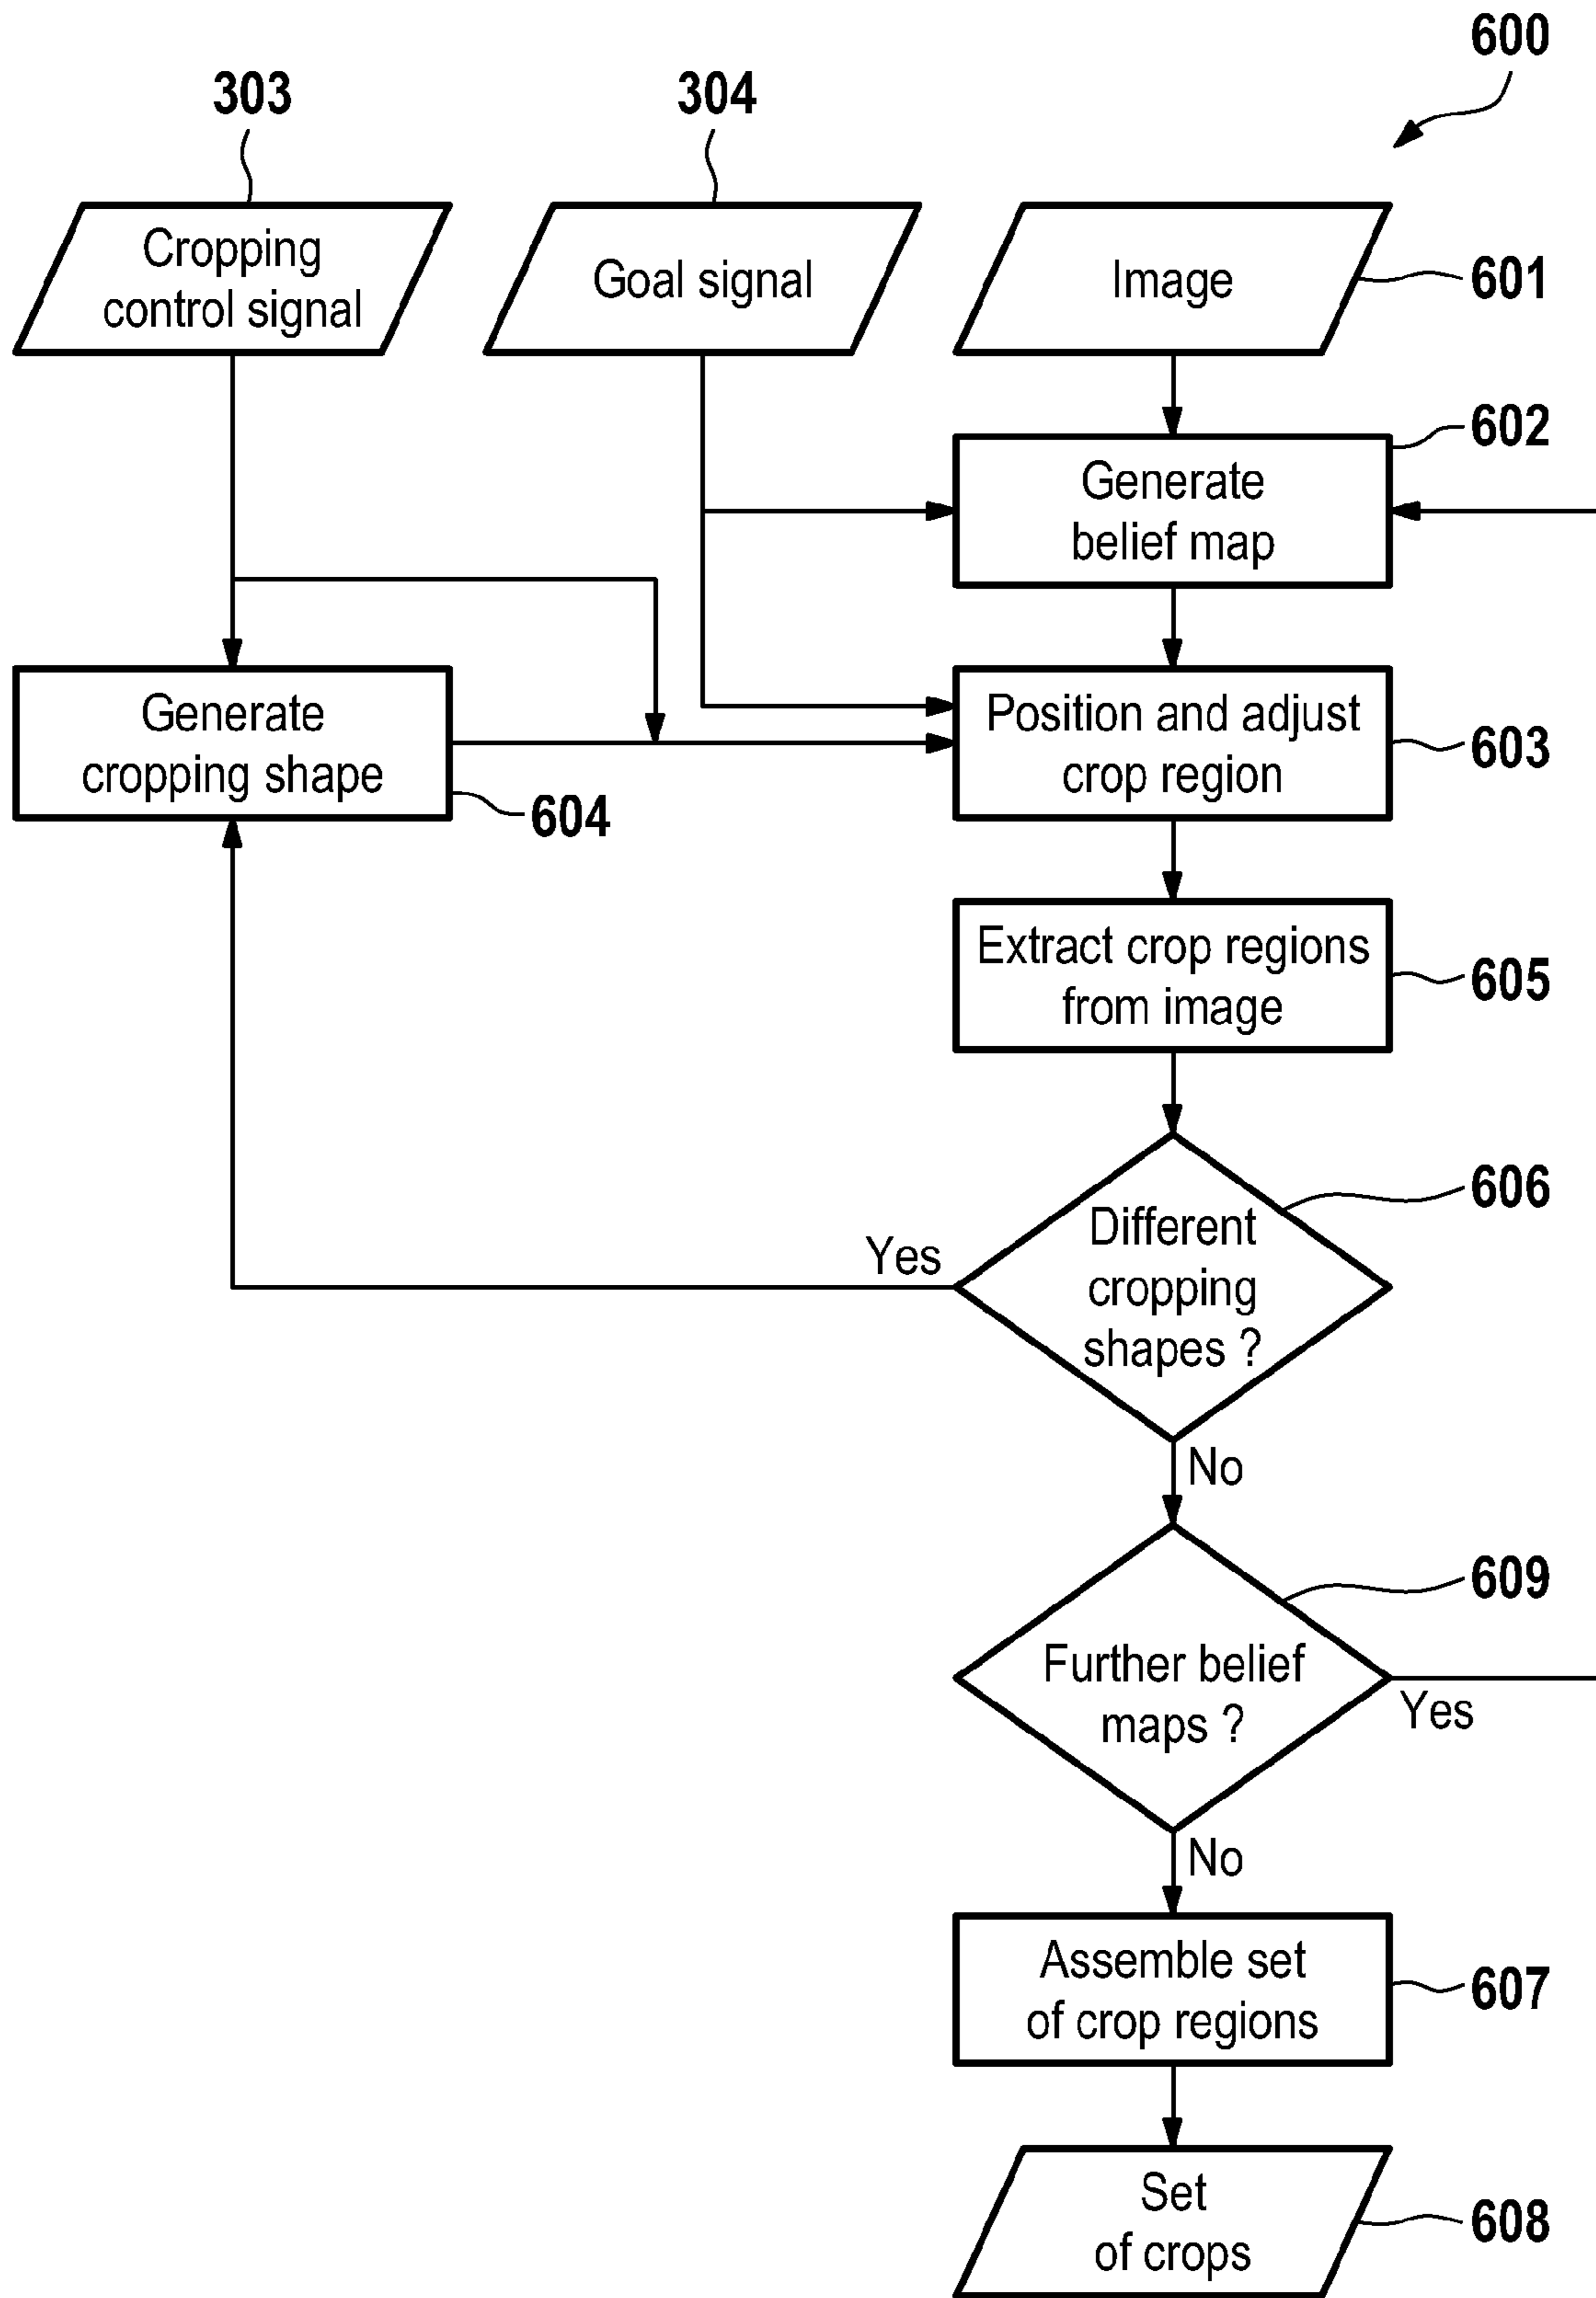 600
303
304
Cropping
control signal
Goal signal
Image
601
602
Generate
belief map
Generate
cropping shape
604
Position and adjust
crop region
603
Extract crop regions
from image
605
606
Different
cropping
shapes ?
Yes
No
609
Further belief
maps ?
Yes
No
Assemble set
of crop regions
607
Set
of crops
608